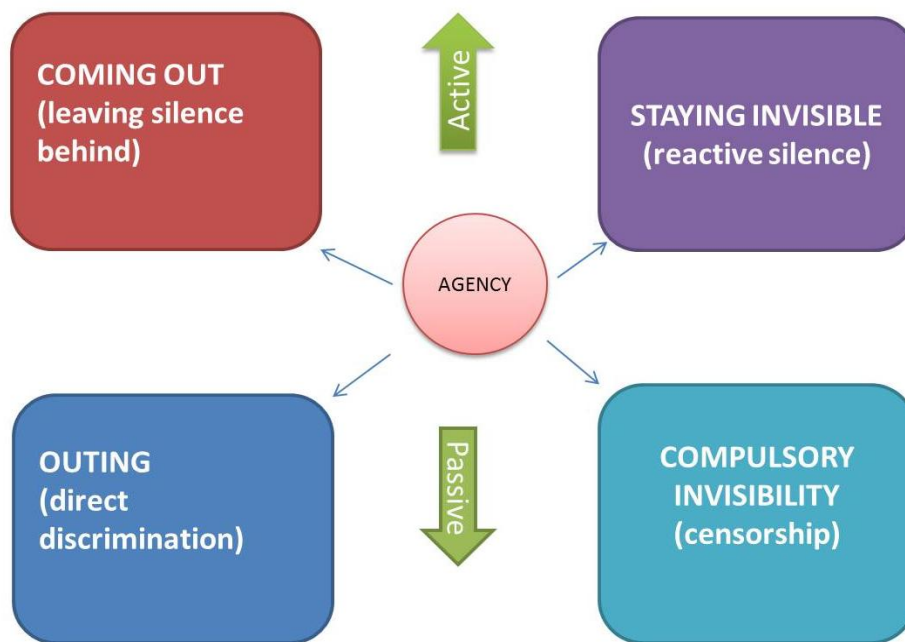 COMING OUT
(leaving silence
behind)
Active
STAYING INVISIBLE
(reactive silence)
AGENCY
OUTING
(direct
discrimination)
Passive
COMPULSORY
INVISIBILITY
(censorship)